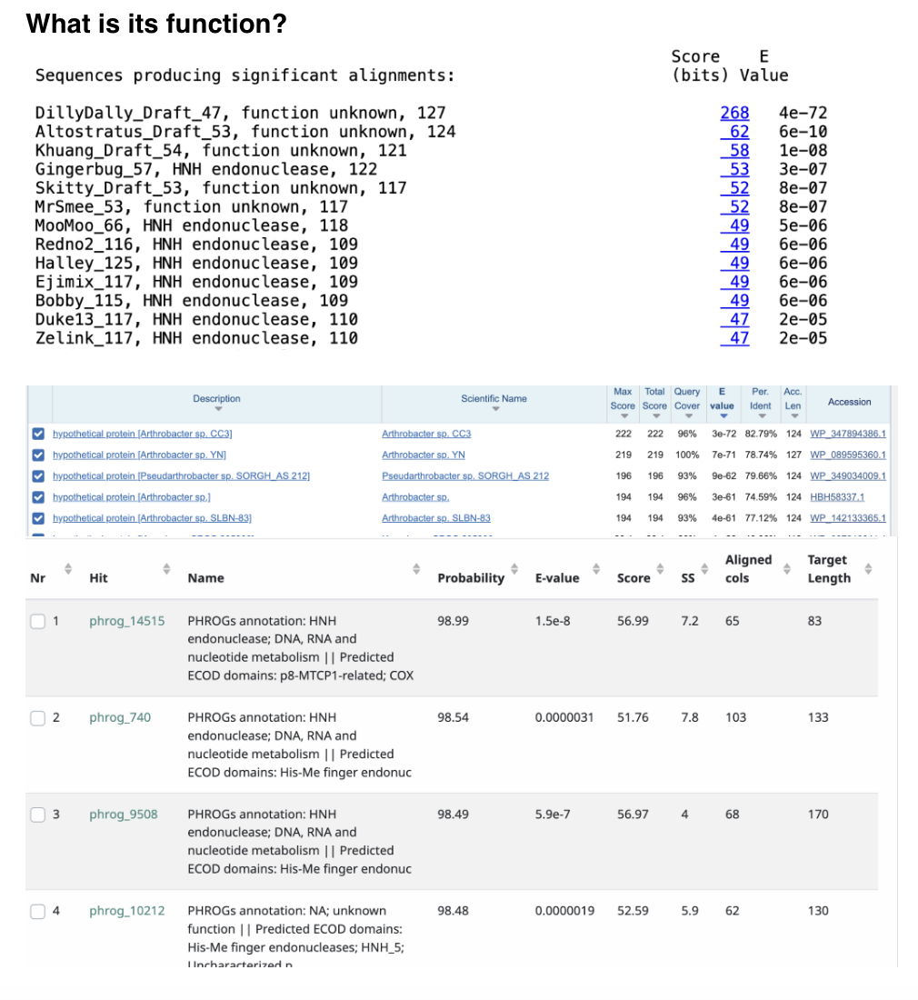 What is its function?
Score E
Sequences producing significant alignments: (bits) Value
DillyDally_Draft_47, function unknown, 127 268 4e-72
Altostratus_Draft_53, function unknown, 124 62 6e-10
Khuang_Draft_54, function unknown, 121 58 1e-08
Gingerbug_57, HNH endonuclease, 122 53 3e-07
Skitty_Draft_53, function unknown, 117 52 8e-07
MrSmee_53, function unknown, 117 52 8e-07
MooMoo_66, HNH endonuclease, 118 49 5e-06
Redno2_116, HNH endonuclease, 109 49 6e-06
Halley_125, HNH endonuclease, 109 49 6e-06
Ejimix_117, HNH endonuclease, 109 49 6e-06
Bobby_115, HNH endonuclease, 109 49 6e-06
Duke13_117, HNH endonuclease, 110 47 2e-05
Zelink_117, HNH endonuclease, 110 47 2e-05
Description Scientific Name Max Score Total Score Query Cover E value Per. Ident Acc. Len Accession
hypothetical protein [Arthrobacter sp. CC3] Arthrobacter sp. CC3 222 222 96% 3e-72 82.79% 124 WP_347894386.1
hypothetical protein [Arthrobacter sp. YN] Arthrobacter sp. YN 219 219 100% 7e-71 78.74% 127 WP_089595360.1
hypothetical protein [Pseudarthrobacter sp. SORGH_AS 212] Pseudarthrobacter sp. SORGH_AS 212 196 196 93% 9e-62 79.66% 124 WP_349034009.1
hypothetical protein [Arthrobacter sp.] Arthrobacter sp. 194 194 96% 3e-61 74.59% 124 HBH58337.1
hypothetical protein [Arthrobacter sp. SLBN-83] Arthrobacter sp. SLBN-83 194 194 93% 4e-61 77.12% 124 WP_142133365.1
Nr Hit Name Probability E-value Score SS Aligned cols Target Length
1 phrog_14515 PHROGs annotation: HNH 98.99 1.5e-8 56.99 7.2 65 83
endonuclease; DNA, RNA and
nucleotide metabolism || Predicted
ECOD domains: p8-MTCP1-related; COX
2 phrog_740 PHROGs annotation: HNH 98.54 0.0000031 51.76 7.8 103 133
endonuclease; DNA, RNA and
nucleotide metabolism || Predicted
ECOD domains: His-Me finger endonuc
3 phrog_9508 PHROGs annotation: HNH 98.49 5.9e-7 56.97 4 68 170
endonuclease; DNA, RNA and
nucleotide metabolism || Predicted
ECOD domains: His-Me finger endonuc
4 phrog_10212 PHROGs annotation: NA; unknown 98.48 0.0000019 52.59 5.9 62 130
function || Predicted ECOD domains:
His-Me finger endonucleases; HNH_5;
Uncharacterized p